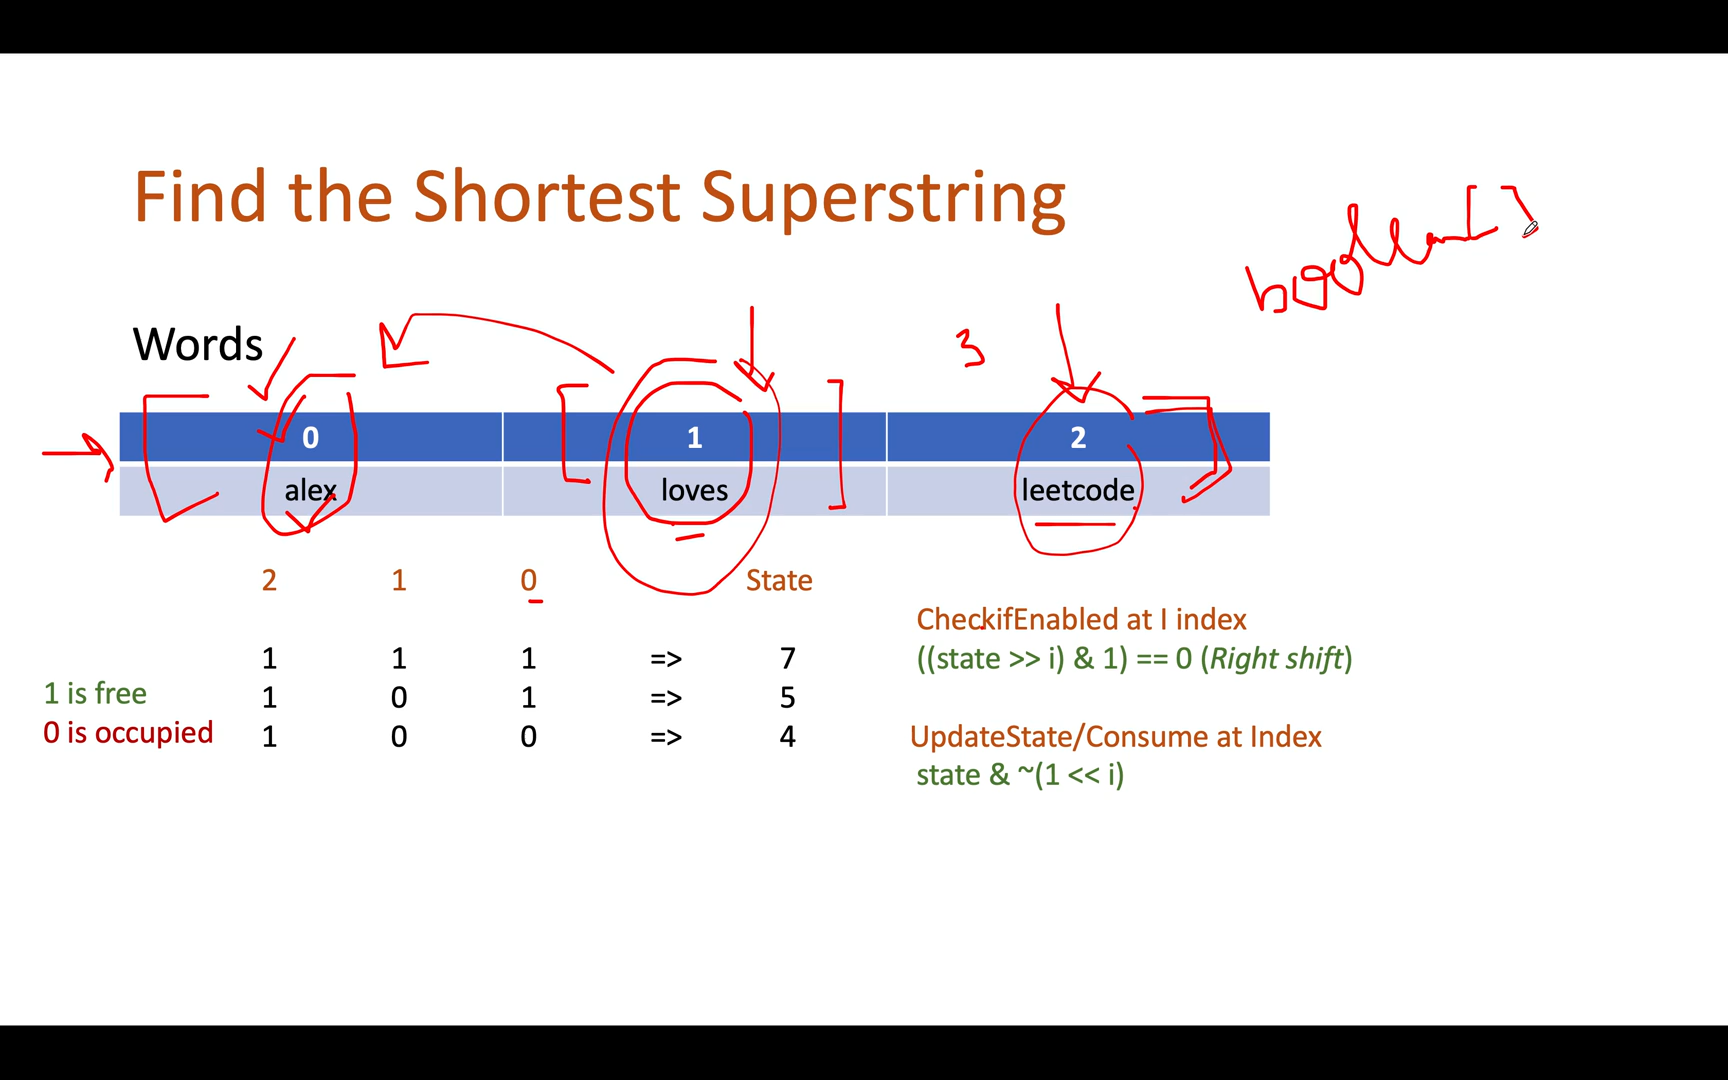 Find the Shortest Superstring
boolean[]
Words
3
0 1 2
alex loves leetcode
2 1 0 State
CheckifEnabled at I index
1 1 1 => 7
((state >> i) & 1) == 0 (Right shift)
1 is free
1 0 1 => 5
0 is occupied
1 0 0 => 4
UpdateState/Consume at Index
state & ~(1 << i)